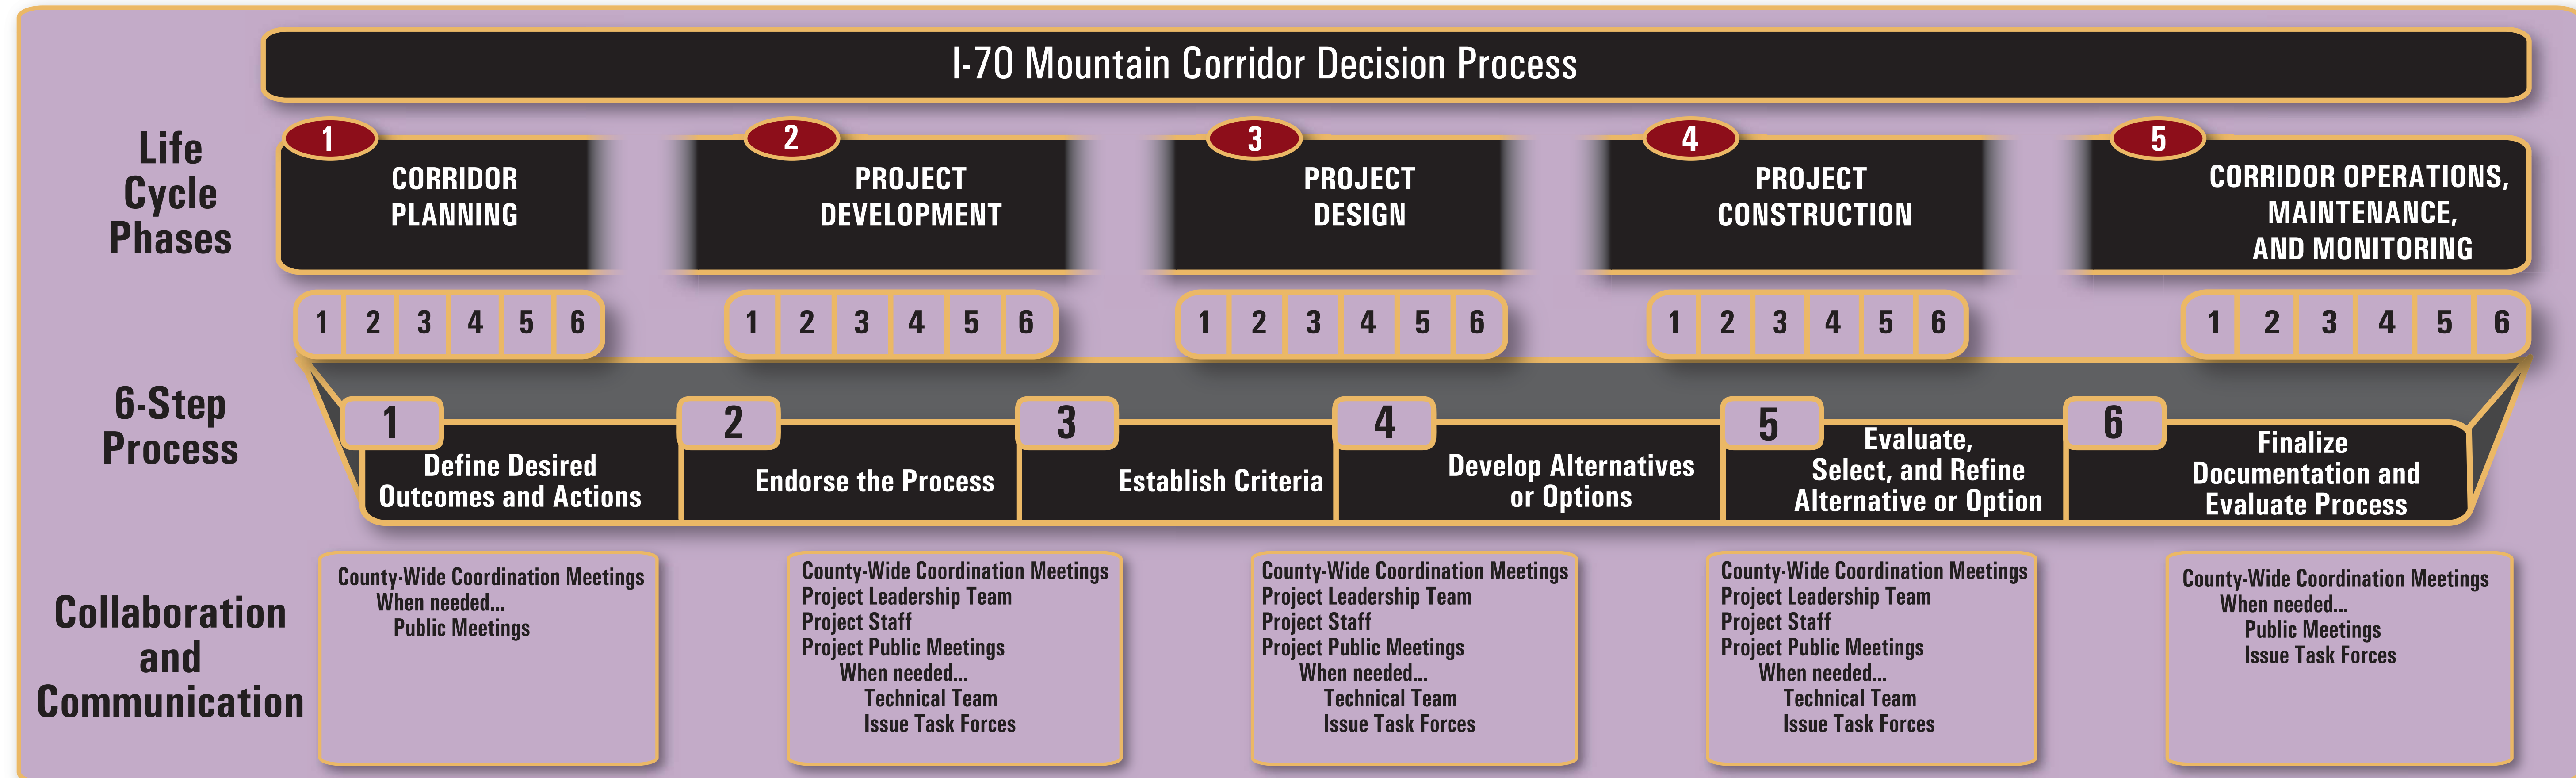 I-70 Mountain Corridor Decision Process
Life
Cycle
Phases
1
CORRIDOR
PLANNING
2
PROJECT
DEVELOPMENT
3
PROJECT
DESIGN
4
PROJECT
CONSTRUCTION
5
CORRIDOR OPERATIONS,
MAINTENANCE,
AND MONITORING
1 2 3 4 5 6
1 2 3 4 5 6
1 2 3 4 5 6
1 2 3 4 5 6
1 2 3 4 5 6
6-Step
Process
1
Define Desired
Outcomes and Actions
2
Endorse the Process
3
Establish Criteria
4
Develop Alternatives
or Options
5
Evaluate,
Select, and Refine
Alternative or Option
6
Finalize
Documentation and
Evaluate Process
Collaboration
and
Communication
County-Wide Coordination Meetings
When needed...
Public Meetings
County-Wide Coordination Meetings
Project Leadership Team
Project Staff
Project Public Meetings
When needed...
Technical Team
Issue Task Forces
County-Wide Coordination Meetings
Project Leadership Team
Project Staff
Project Public Meetings
When needed...
Technical Team
Issue Task Forces
County-Wide Coordination Meetings
Project Leadership Team
Project Staff
Project Public Meetings
When needed...
Technical Team
Issue Task Forces
County-Wide Coordination Meetings
When needed...
Public Meetings
Issue Task Forces